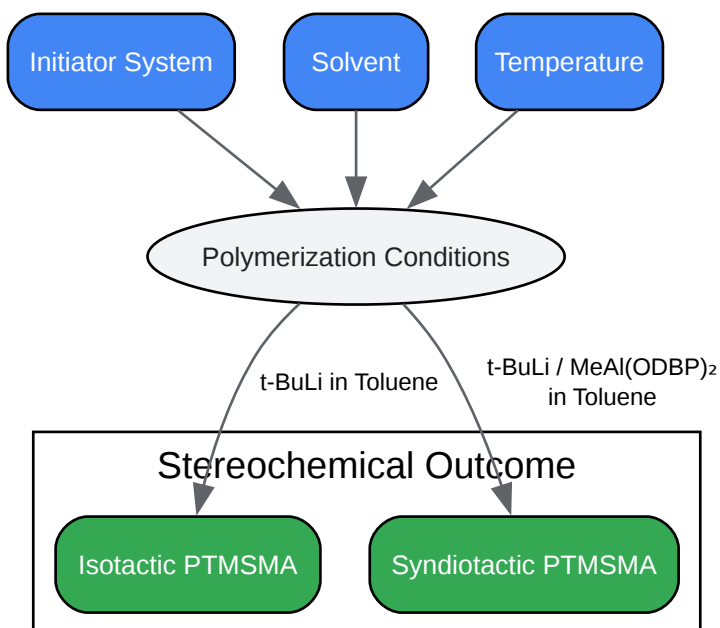 Initiator System
Solvent
Temperature
Polymerization Conditions
t-BuLi in Toluene
t-BuLi / MeAl(ODBP)₂
in Toluene
Stereochemical Outcome
Isotactic PTMSMA
Syndiotactic PTMSMA